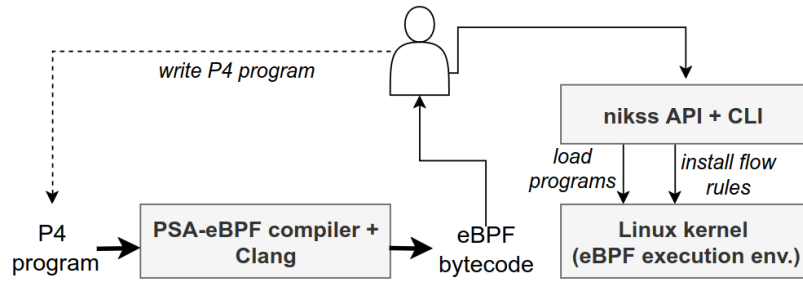 write P4 program
nikss API + CLI
load
programs
install flow
rules
P4
program
PSA-eBPF compiler +
Clang
eBPF
bytecode
Linux kernel
(eBPF execution env.)